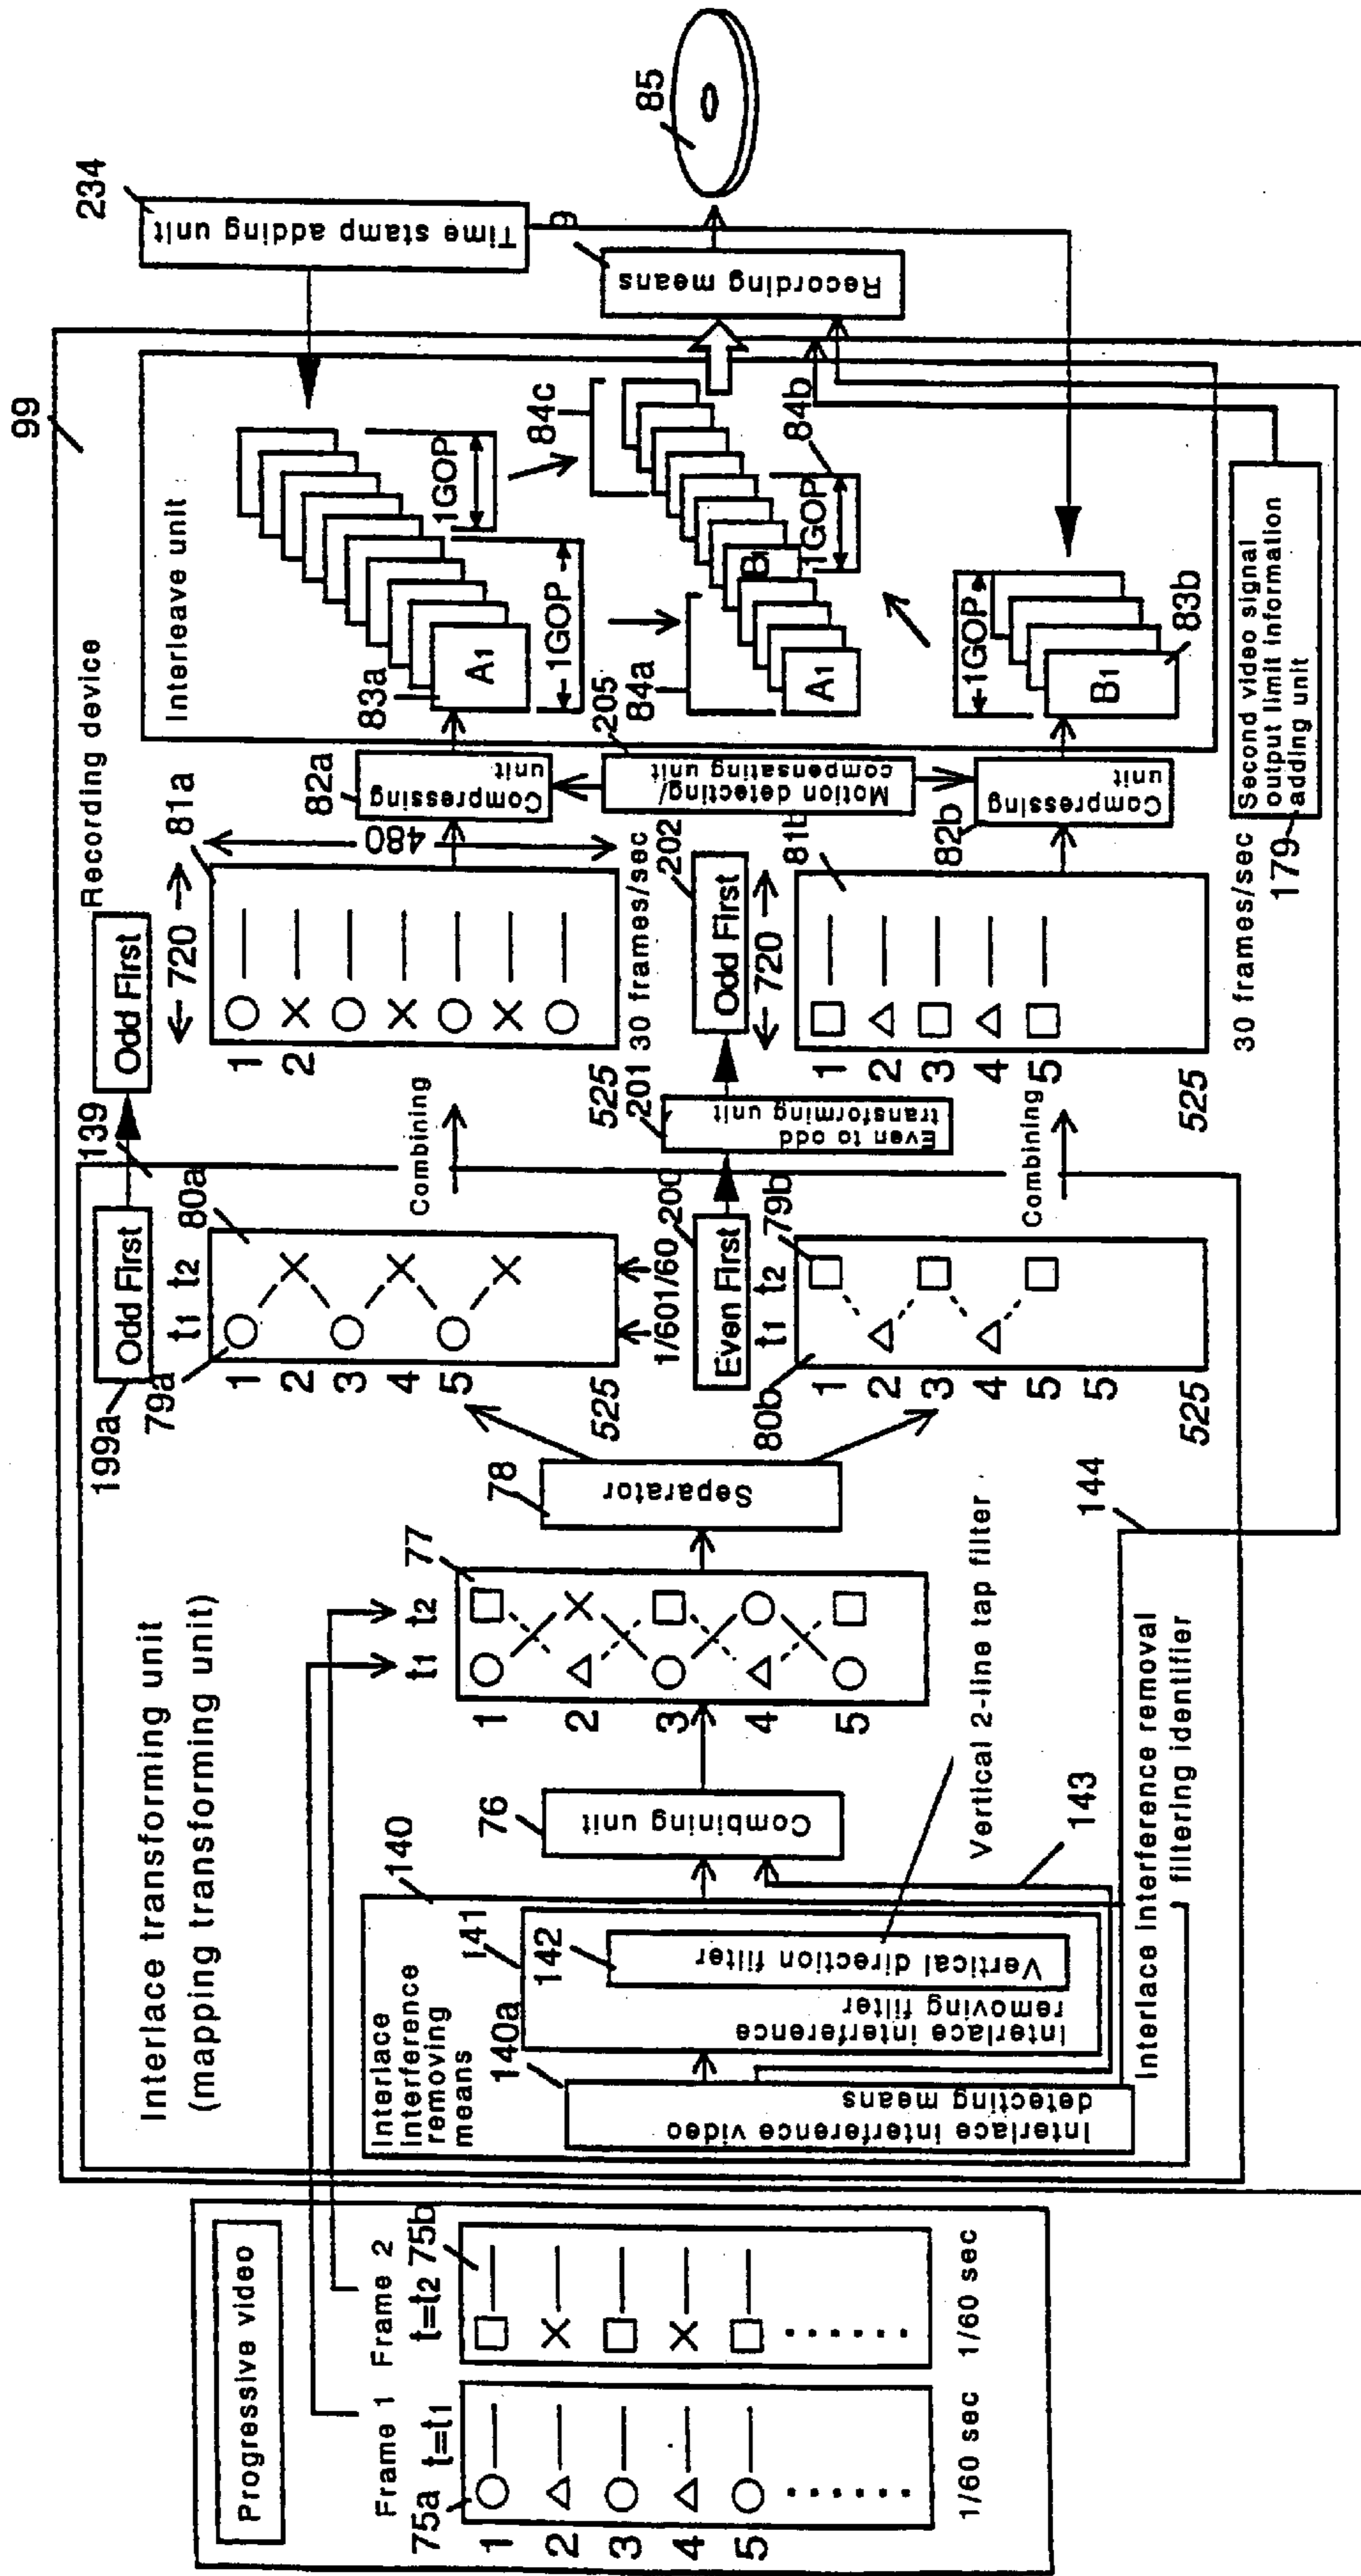 Progressive video
Frame 1
Frame 2
75a
t=t1
t=t2
75b
1
2
3
4
5
1/60 sec
1/60 sec
Interlace transforming unit
(mapping transforming unit)
Interlace
interference
removing
means
140
140a
141
142
Interlace interference video
detecting means
Interlace interference
removing filter
Vertical direction filter
Vertical 2-line tap filter
143
144
Interlace interference removal
filtering identifier
76
Combining
unit
77
t1
t2
1
2
3
4
5
78
Separator
199a
Odd First
139
Odd First
79a
t1
t2
80a
1
2
3
4
5
525
1/60
1/60
200
Even First
201
Even to odd
transforming unit
202
Odd First
80b
t1
t2
79b
1
2
3
4
5
5
525
Combining
Combining
Recording device
99
720
81a
480
1
2
525
30 frames/sec
720
81b
1
2
3
4
5
525
30 frames/sec
82a
Compressing
unit
205
Motion detecting/
compensating unit
82b
Compressing
unit
Interleave unit
83a
A1
1GOP
1GOP
84a
A1
B1
1GOP
84b
84c
1GOP
B1
83b
Second video signal
output limit information
adding unit
179
234
Time stamp adding unit
9
Recording means
85